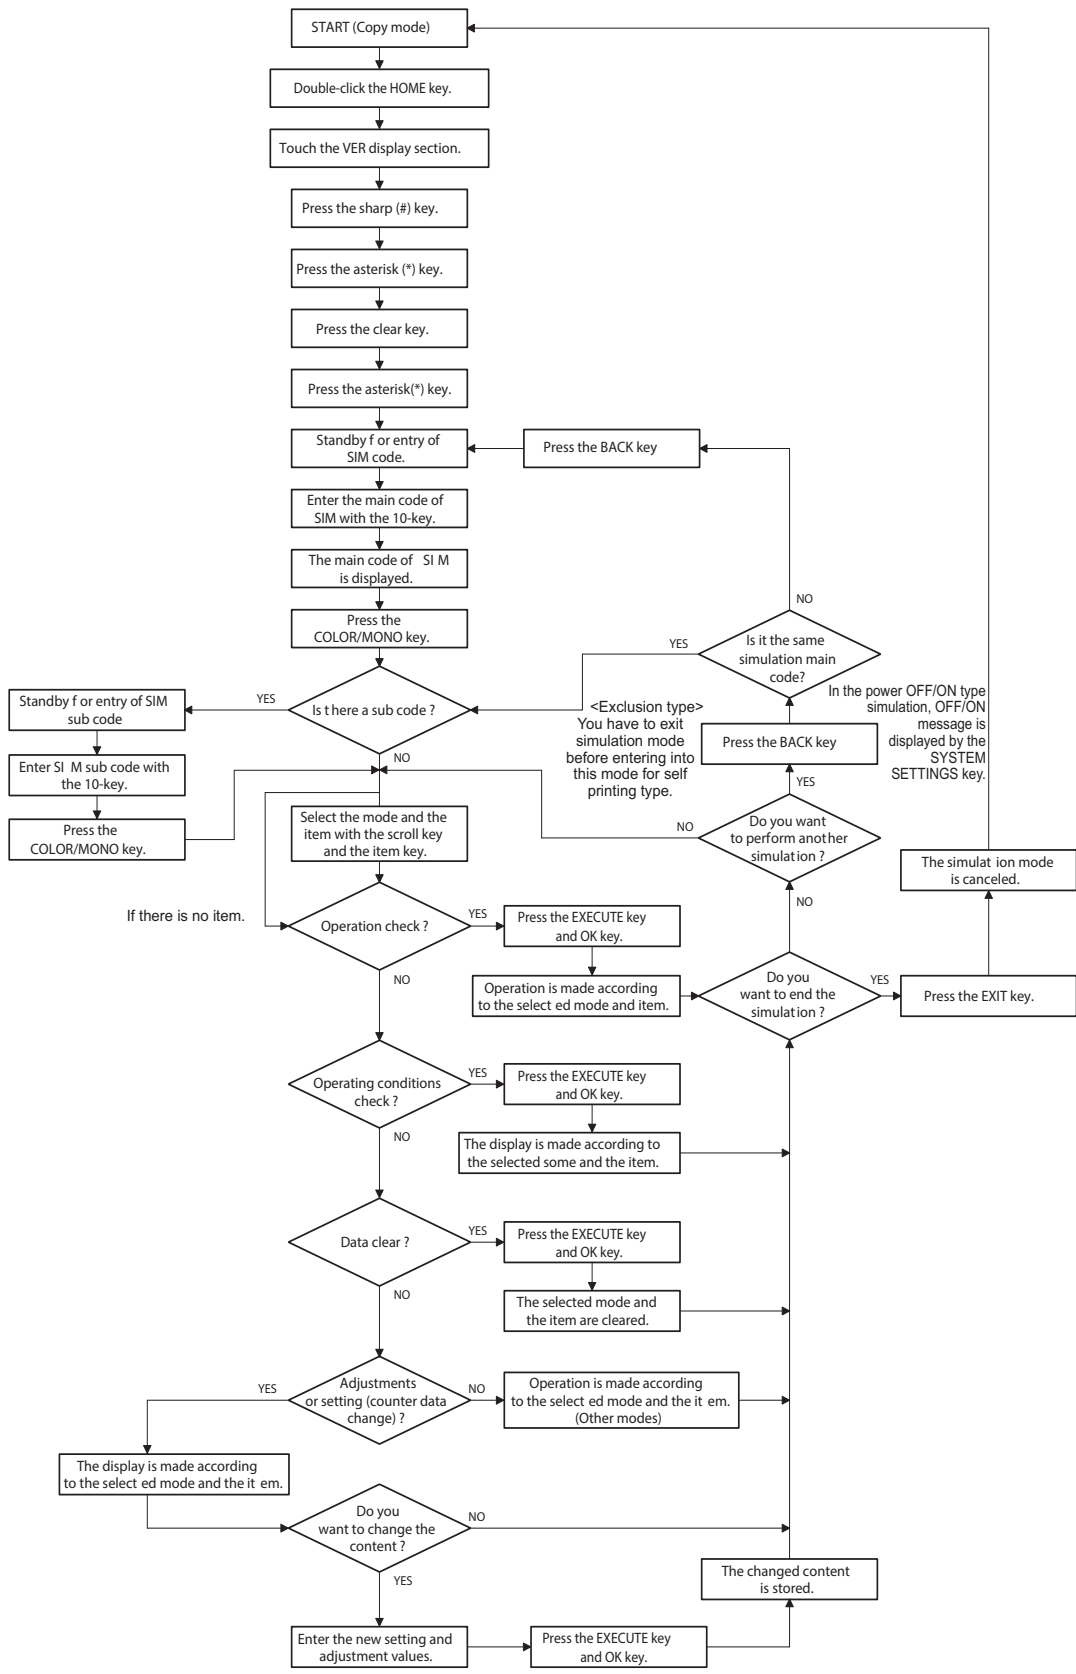 START (Copy mode)
Double-click the HOME key.
Touch the VER display section.
Press the sharp (#) key.
Press the asterisk (*) key.
Press the clear key.
Press the asterisk(*) key.
Standby f or entry of
SIM code.
Press the BACK key
Enter the main code of
SIM with the 10-key.
The main code of SI M
is displayed.
Press the
COLOR/MONO key.
NO
Is it the same
simulation main
code?
YES
Is t here a sub code ?
YES
NO
Standby f or entry of SIM
sub code
Enter SI M sub code with
the 10-key.
Press the
COLOR/MONO key.
<Exclusion type>
You have to exit
simulation mode
before entering into
this mode for self
printing type.
In the power OFF/ON type
simulation, OFF/ON
message is
displayed by the
SYSTEM
SETTINGS key.
Press the BACK key
YES
Do you want
to perform another
simulation ?
NO
Select the mode and the
item with the scroll key
and the item key.
The simulat ion mode
is canceled.
If there is no item.
Operation check ?
YES
Press the EXECUTE key
and OK key.
NO
NO
Operation is made according
to the select ed mode and item.
Do you
want to end the
simulation ?
YES
Press the EXIT key.
Operating conditions
check ?
YES
Press the EXECUTE key
and OK key.
NO
The display is made according to
the selected some and the item.
Data clear ?
YES
Press the EXECUTE key
and OK key.
NO
The selected mode and
the item are cleared.
YES
Adjustments
or setting (counter data
change) ?
NO
Operation is made according
to the select ed mode and the it em.
(Other modes)
The display is made according
to the select ed mode and the it em.
Do you
want to change the
content ?
NO
YES
The changed content
is stored.
Enter the new setting and
adjustment values.
Press the EXECUTE key
and OK key.